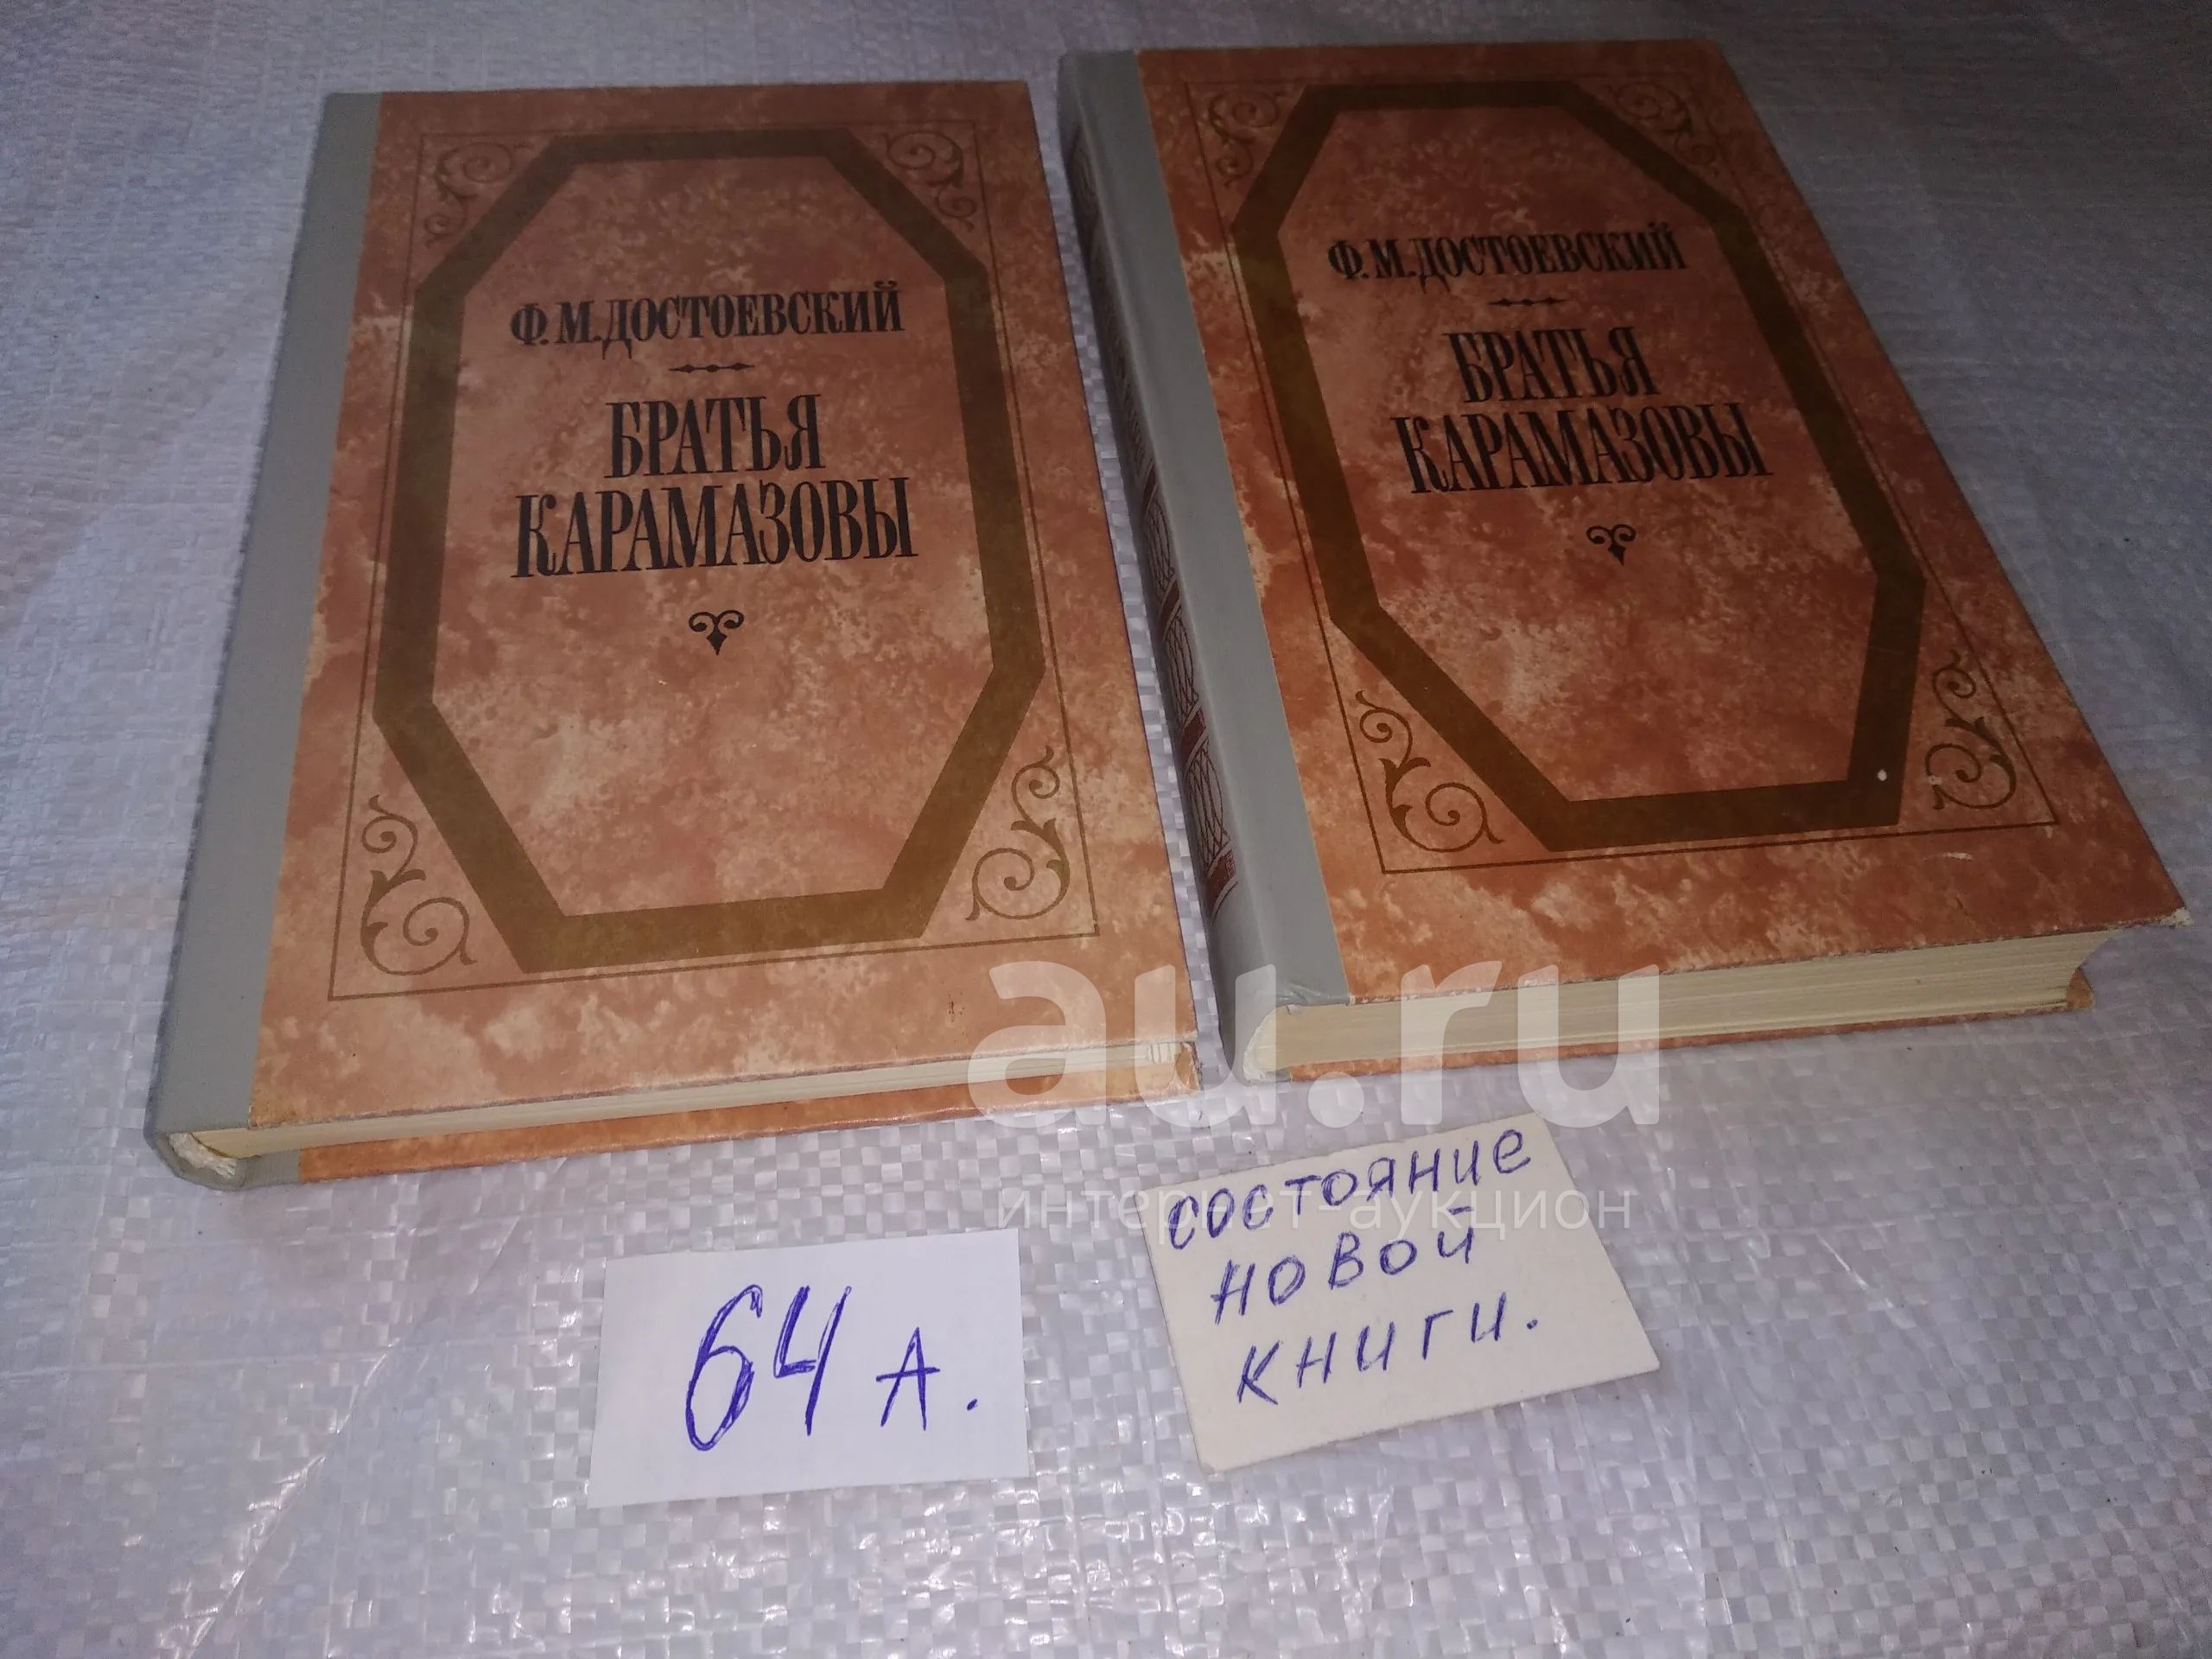 Ф. М. ДОСТОЕВСКИЙ
БРАТЬЯ
КАРАМАЗОВЫ
Ф. М. ДОСТОЕВСКИЙ
БРАТЬЯ
КАРАМАЗОВЫ
au.ru
интернет-аукцион
состояние
новой
книги.
64 А.